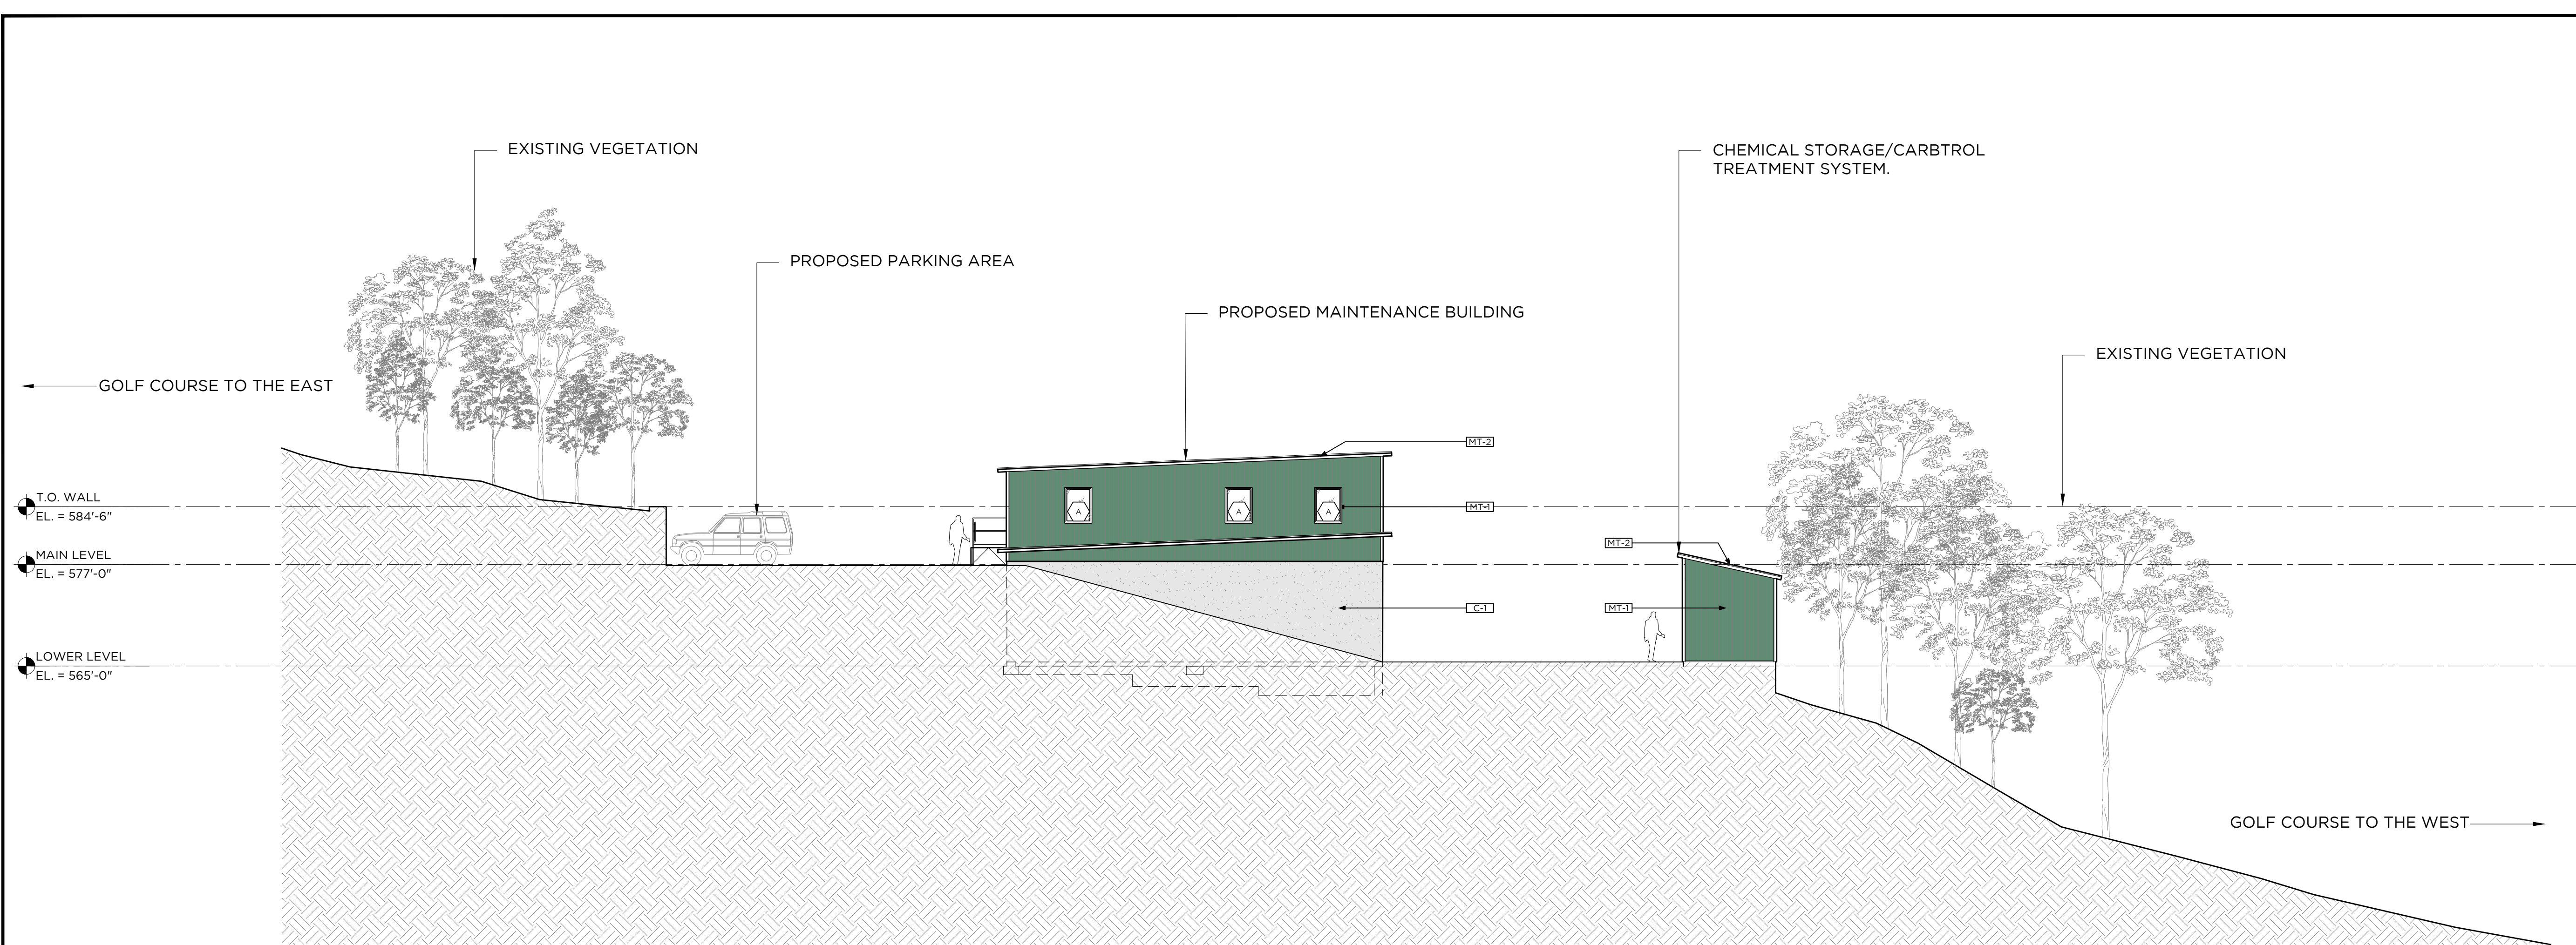 EXISTING VEGETATION
CHEMICAL STORAGE/CARBTROL
TREATMENT SYSTEM.
PROPOSED PARKING AREA
PROPOSED MAINTENANCE BUILDING
EXISTING VEGETATION
GOLF COURSE TO THE EAST
MT-2
T.O. WALL
EL. = 584'-6"
A
A
A
MT-1
MAIN LEVEL
EL. = 577'-0"
MT-2
C-1
MT-1
LOWER LEVEL
EL. = 565'-0"
GOLF COURSE TO THE WEST